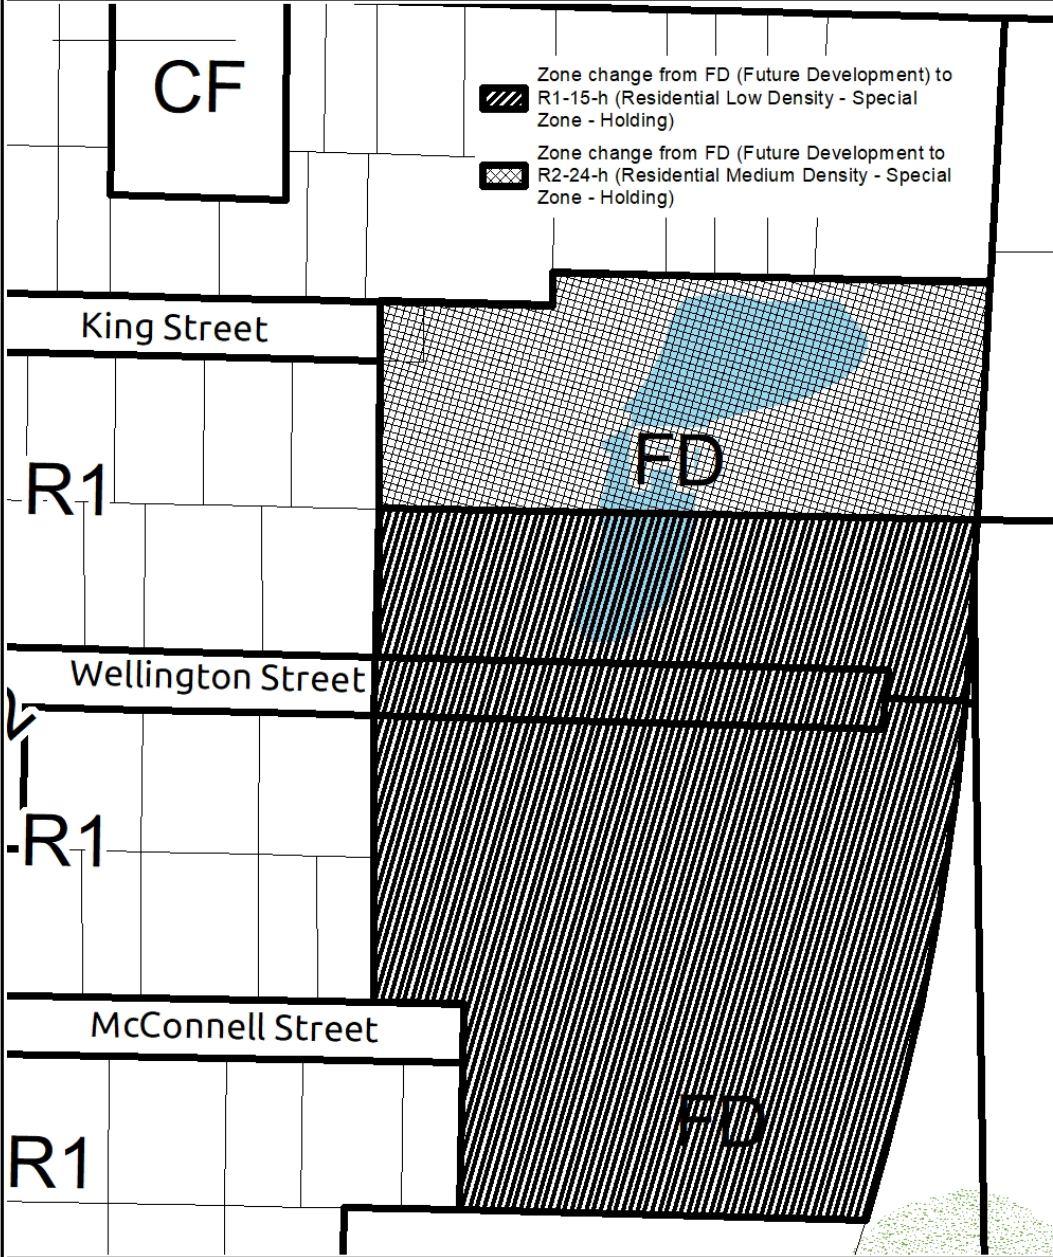 CF
Zone change from FD (Future Development) to
R1-15-h (Residential Low Density - Special
Zone - Holding)
Zone change from FD (Future Development to
R2-24-h (Residential Medium Density - Special
Zone - Holding)
King Street
FD
R1
Wellington Street
R1
McConnell Street
FD
R1